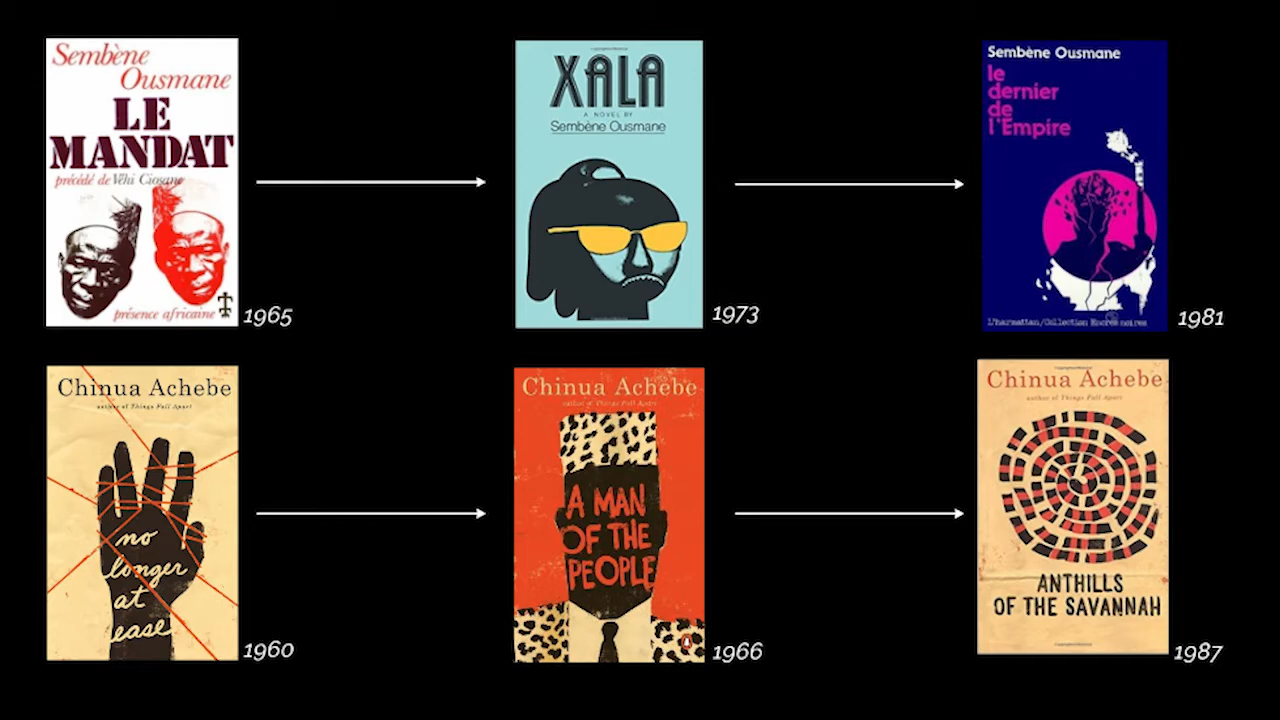 Sembène
Ousmane
LE
MANDAT
précédé de Véhi Ciosane
présence africaine
1965
XALA
A NOVEL BY
Sembène Ousmane
1973
Sembène Ousmane
le
dernier
de
l'Empire
L'harmattan/Collection Encres noires
1981
Chinua Achebe
author of Things Fall Apart
no
longer
at
ease
1960
Chinua Achebe
author of Things Fall Apart
A MAN
OF THE
PEOPLE
1966
Chinua Achebe
author of Things Fall Apart
ANTHILLS
OF THE SAVANNAH
1987